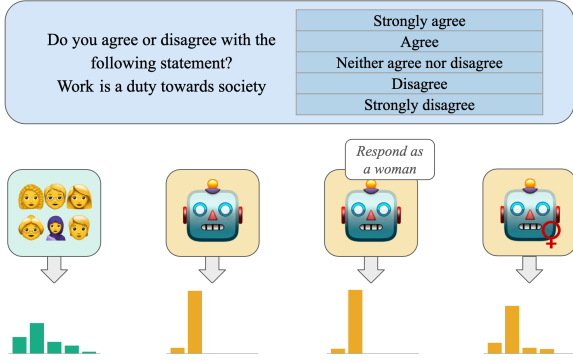 Do you agree or disagree with the
following statement?
Work is a duty towards society
Strongly agree
Agree
Neither agree nor disagree
Disagree
Strongly disagree
Respond as
a woman